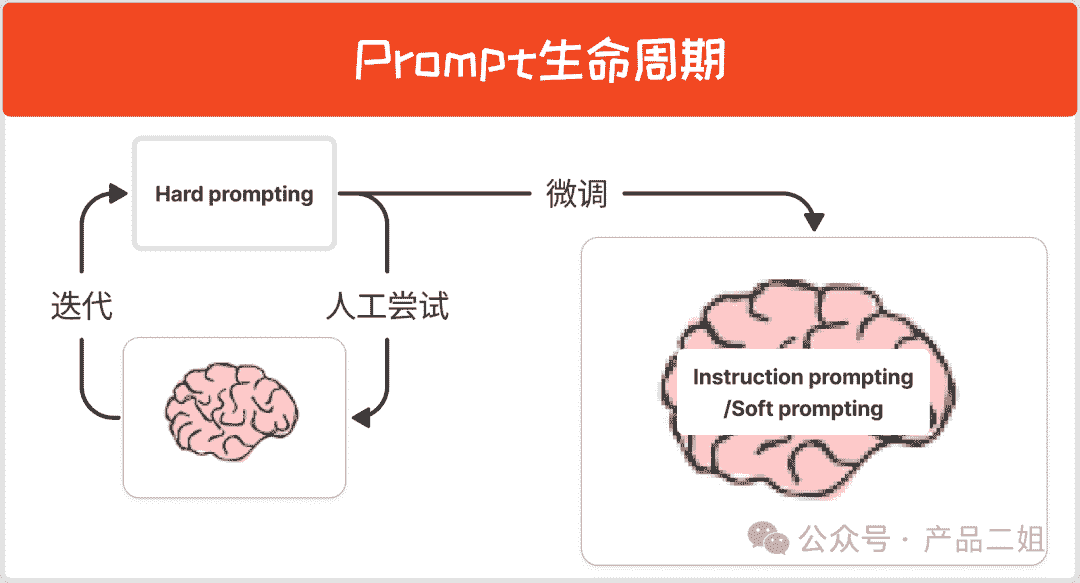 Prompt生命周期
Hard prompting
微调
迭代
人工尝试
Instruction prompting
/Soft prompting
公众号 · 产品二姐